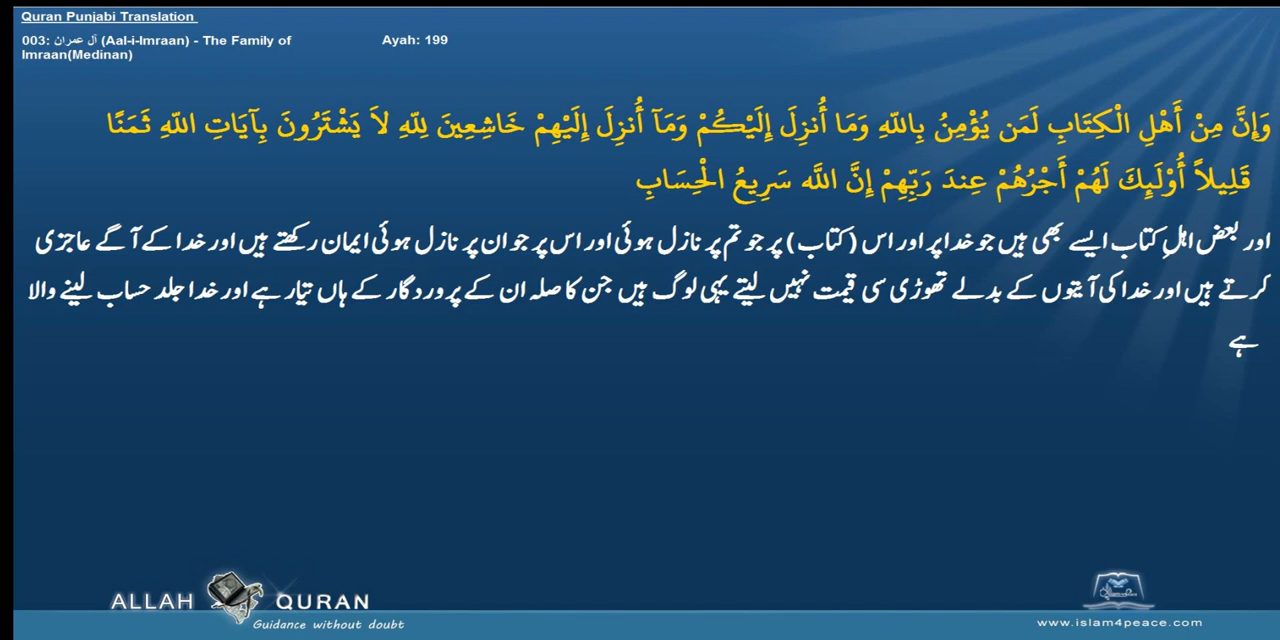 Quran Punjabi Translation
003: آل عمران (Aal-i-Imraan) - The Family of Ayah: 199
Imraan(Medinan)
وَإِنَّ مِنْ أَهْلِ الْكِتَابِ لَمَن يُؤْمِنُ بِاللّهِ وَمَا أُنزِلَ إِلَيْكُمْ وَمَآ أُنزِلَ إِلَيْهِمْ خَاشِعِينَ لِلّهِ لاَ يَشْتَرُونَ بِآيَاتِ اللّهِ ثَمَنًا
قَلِيلاً أُوْلَئِكَ لَهُمْ أَجْرُهُمْ عِندَ رَبِّهِمْ إِنَّ اللَّه سَرِيعُ الْحِسَابِ
اور بعض اہلِ کتاب ایسے بھی ہیں جو خدا پر اور اس (کتاب) پر جو تم پر نازل ہوئی اور اس پر جو ان پر نازل ہوئی ایمان رکھتے ہیں اور خدا کے آگے عاجزی
کرتے ہیں اور خدا کی آیتوں کے بدلے تھوڑی سی قیمت نہیں لیتے یہی لوگ ہیں جن کا صلہ ان کے پروردگار کے ہاں تیار ہے اور خدا جلد حساب لینے والا
ہے
ALLAH QURAN
Guidance without doubt
www.islam4peace.com